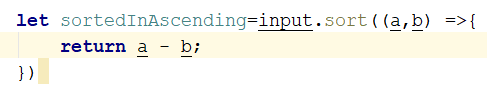 let sortedInAscending=input.sort((a,b) =>{
    return a - b;
})